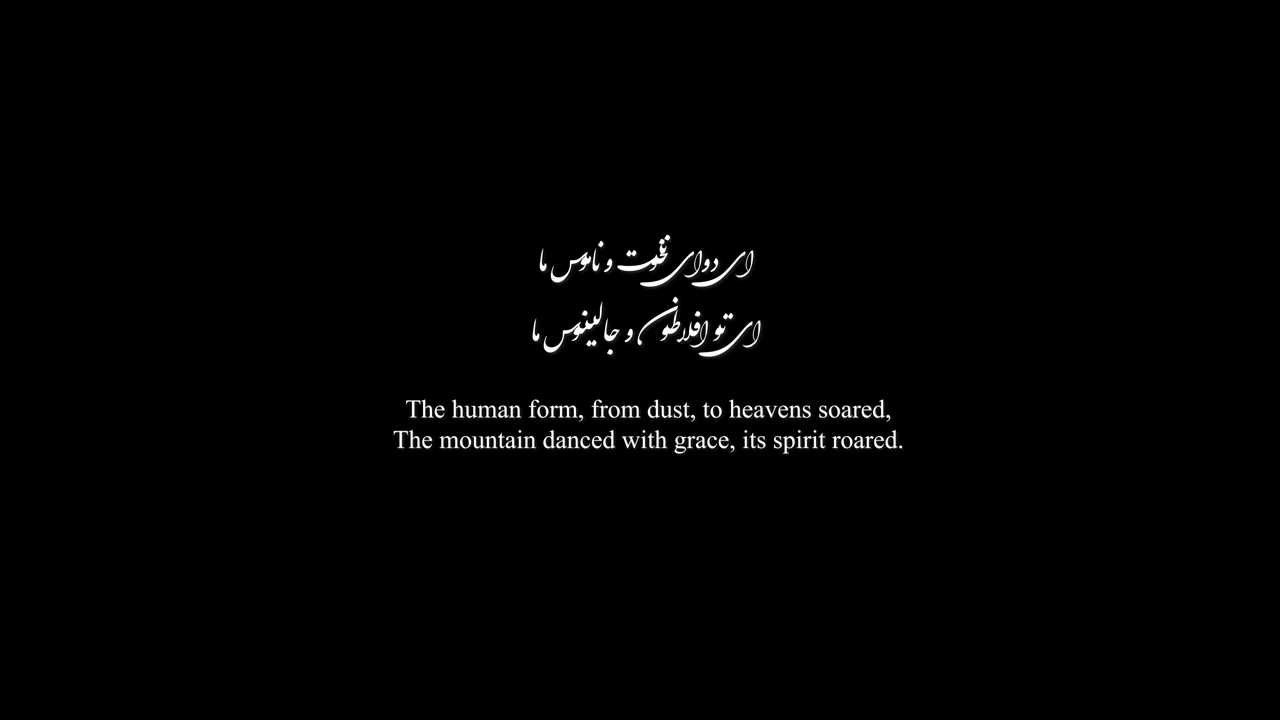 ای دوای نخوت و ناموس ما
ای تو افلاطون و جالینوس ما
The human form, from dust, to heavens soared,
The mountain danced with grace, its spirit roared.